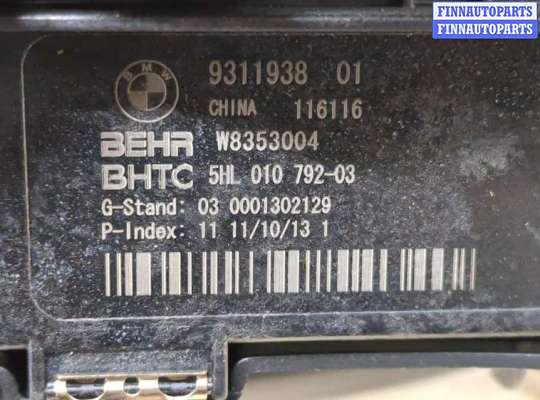 FINNAUTOPARTS
FINNAUTOPARTS
BMW
9311938 01
CHINA 116116
BEHR W8353004
BHTC 5HL 010 792-03
G-Stand: 03 0001302129
P-Index: 11 11/10/13 1